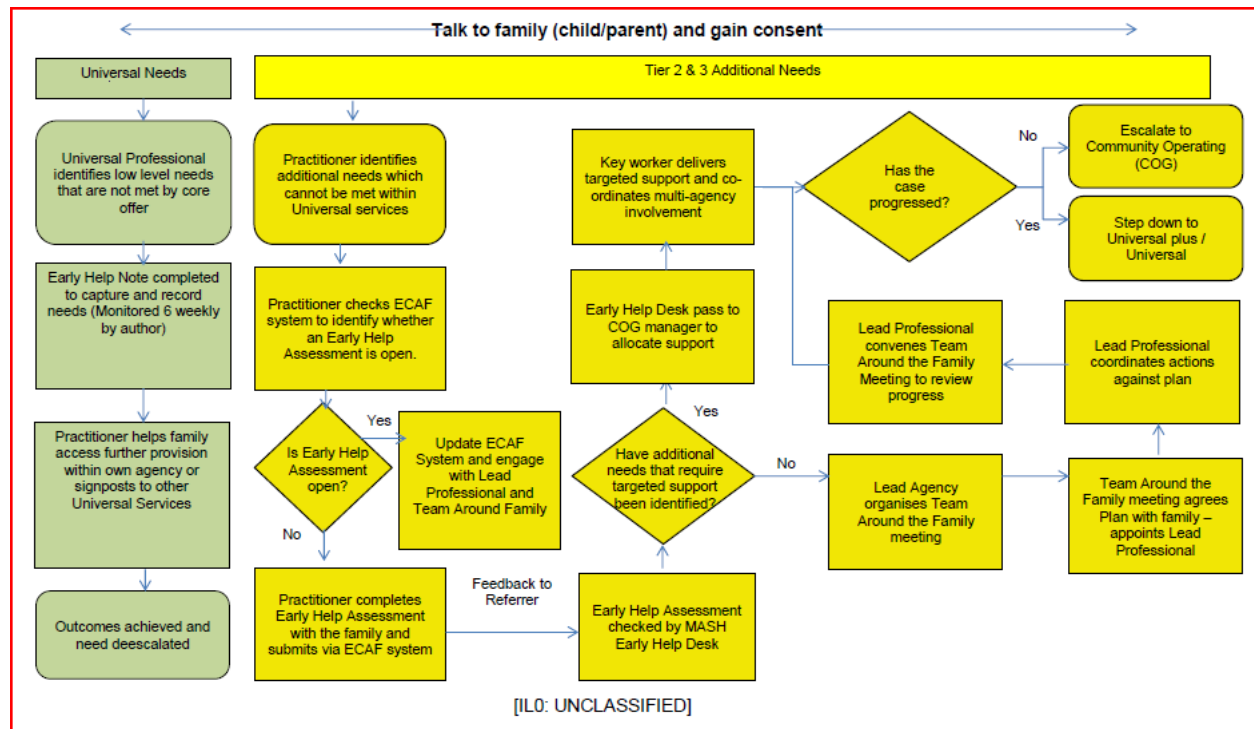 Talk to family (child/parent) and gain consent
Universal Needs
Tier 2 & 3 Additional Needs
Universal Professional
identifies low level needs
that are not met by core
offer
Early Help Note completed
to capture and record
needs (Monitored 6 weekly
by author)
Practitioner helps family
access further provision
within own agency or
signposts to other
Universal Services
Outcomes achieved and
need deescalated
Practitioner identifies
additional needs which
cannot be met within
Universal services
Practitioner checks ECAF
system to identify whether
an Early Help
Assessment is open.
Is Early Help
Assessment
open?
Yes
Update ECAF
System and engage
with Lead
Professional and
Team Around Family
No
Practitioner completes
Early Help Assessment
with the family and
submits via ECAF system
Feedback to
Referrer
Early Help Assessment
checked by MASH
Early Help Desk
Have additional
needs that require
targeted support
been identified?
Yes
Early Help Desk pass to
COG manager to
allocate support
Key worker delivers
targeted support and co-
ordinates multi-agency
involvement
No
Lead Agency
organises Team
Around the Family
meeting
Team Around the
Family meeting agrees
Plan with family –
appoints Lead
Professional
Lead Professional
coordinates actions
against plan
Lead Professional
convenes Team
Around the Family
Meeting to review
progress
Has the
case
progressed?
No
Escalate to
Community Operating
(COG)
Yes
Step down to
Universal plus /
Universal
[IL0: UNCLASSIFIED]